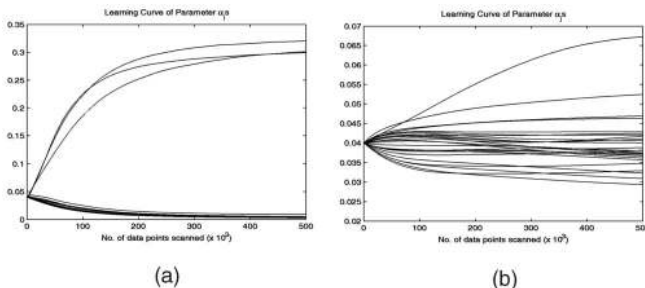 Learning Curve of Parameter αjs
0.35
0.3
0.25
0.2
0.15
0.1
0.05
0
0 100 200 300 400 500
No. of data points scanned (x 10³)
(a)
Learning Curve of Parameter αjs
0.07
0.065
0.06
0.055
0.05
0.045
0.04
0.035
0.03
0.025
0.02
0 100 200 300 400 500
No. of data points scanned (x 10³)
(b)